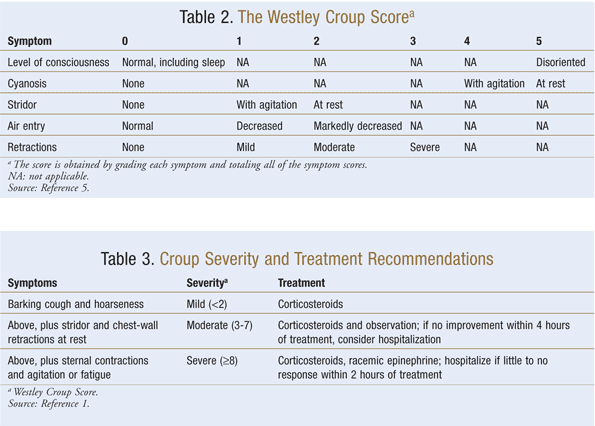 Table 2. The Westley Croup Scoreª
Symptom 0 1 2 3 4 5
Level of consciousness Normal, including sleep NA NA NA NA Disoriented
Cyanosis None NA NA NA With agitation At rest
Stridor None With agitation At rest NA NA NA
Air entry Normal Decreased Markedly decreased NA NA NA
Retractions None Mild Moderate Severe NA NA
ª The score is obtained by grading each symptom and totaling all of the symptom scores.
NA: not applicable.
Source: Reference 5.
Table 3. Croup Severity and Treatment Recommendations
Symptoms Severityª Treatment
Barking cough and hoarseness Mild (<2) Corticosteroids
Above, plus stridor and chest-wall Moderate (3-7) Corticosteroids and observation; if no improvement within 4 hours
retractions at rest of treatment, consider hospitalization
Above, plus sternal contractions Severe (≥8) Corticosteroids, racemic epinephrine; hospitalize if little to no
and agitation or fatigue response within 2 hours of treatment
ª Westley Croup Score.
Source: Reference 1.